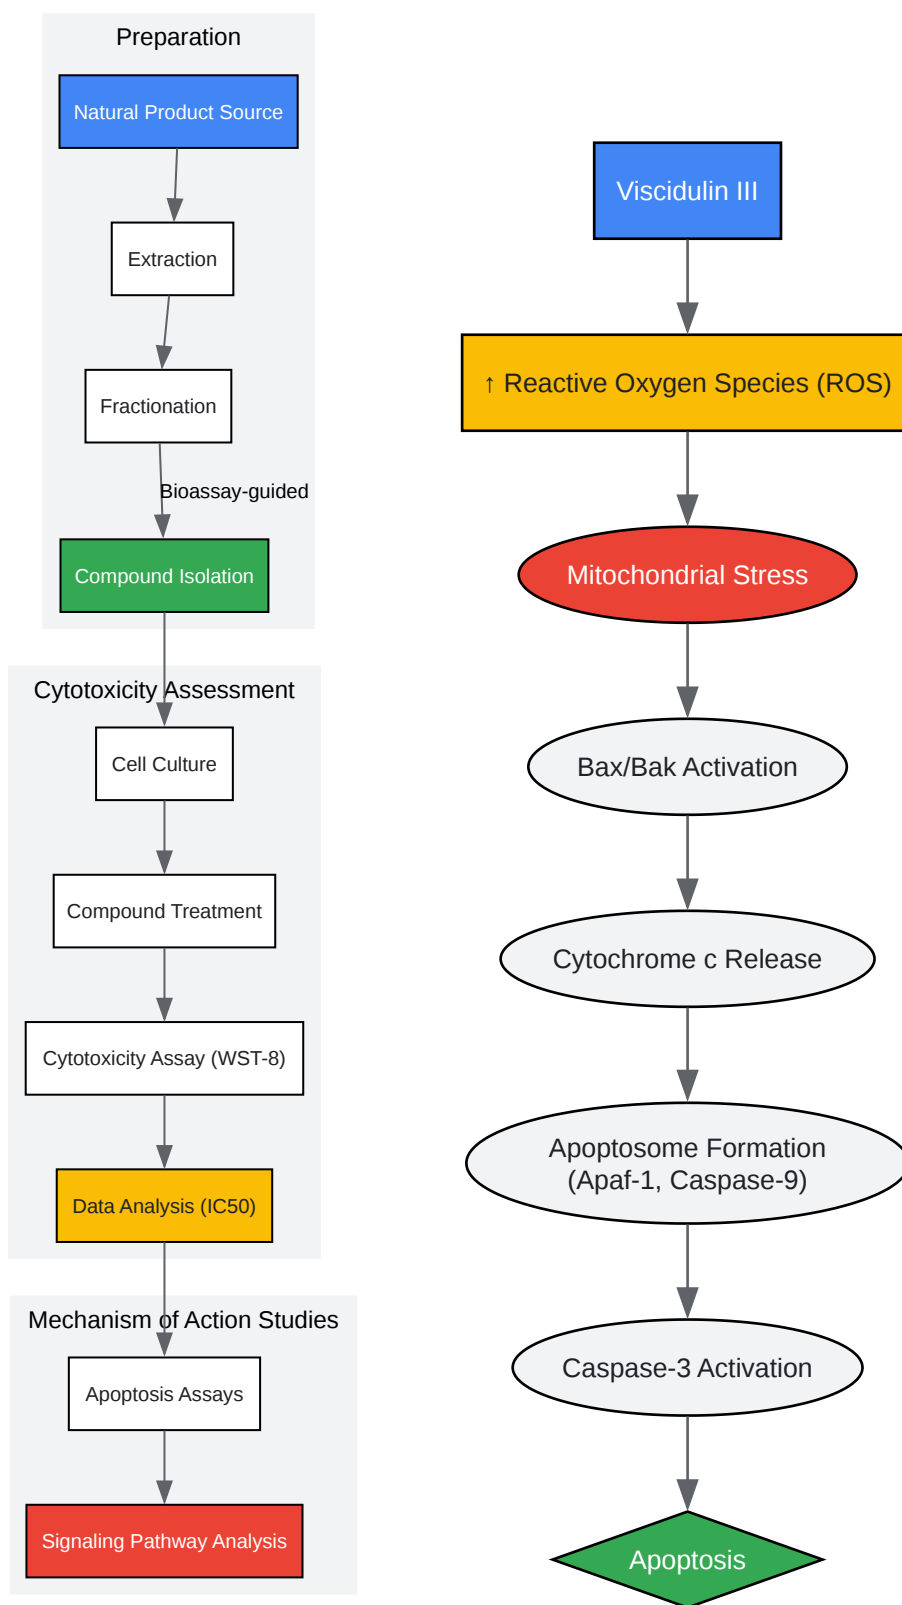 Preparation
Natural Product Source
Extraction
Fractionation
Bioassay-guided
Compound Isolation
Cytotoxicity Assessment
Cell Culture
Compound Treatment
Cytotoxicity Assay (WST-8)
Data Analysis (IC50)
Mechanism of Action Studies
Apoptosis Assays
Signaling Pathway Analysis
Viscidulin III
↑ Reactive Oxygen Species (ROS)
Mitochondrial Stress
Bax/Bak Activation
Cytochrome c Release
Apoptosome Formation
(Apaf-1, Caspase-9)
Caspase-3 Activation
Apoptosis